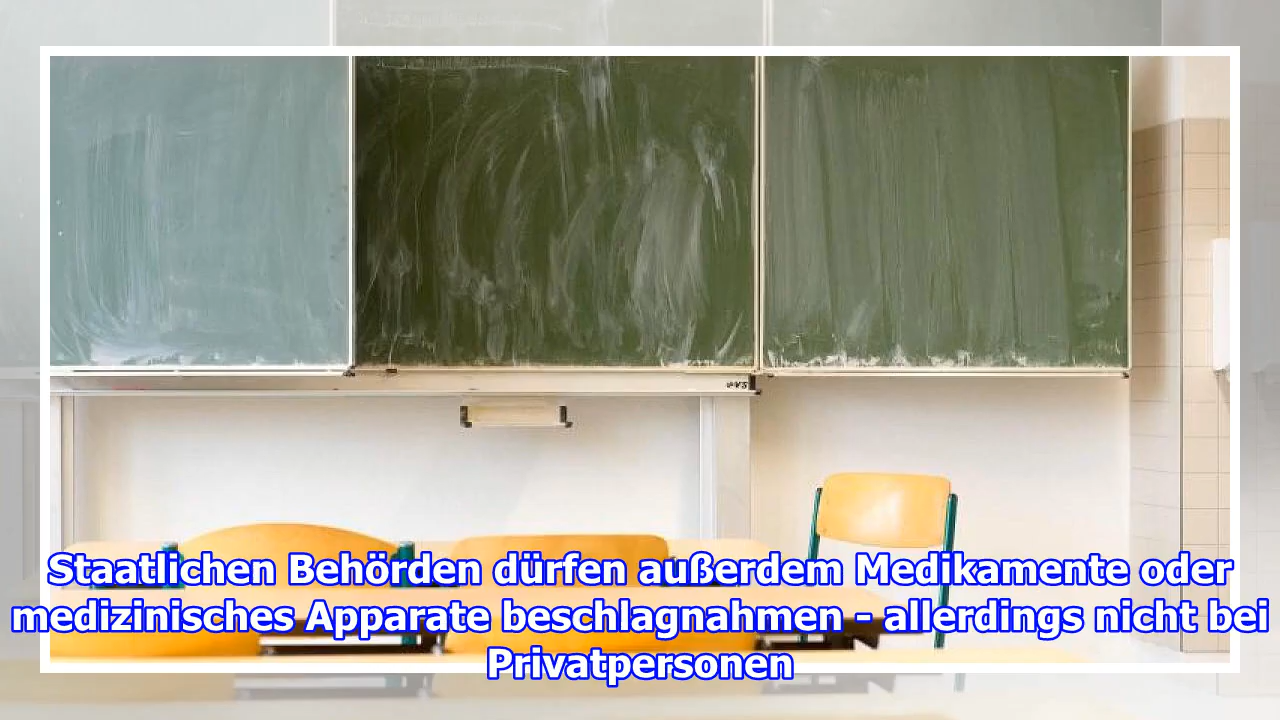 Staatlichen Behörden dürfen außerdem Medikamente oder
medizinisches Apparate beschlagnahmen - allerdings nicht bei
Privatpersonen